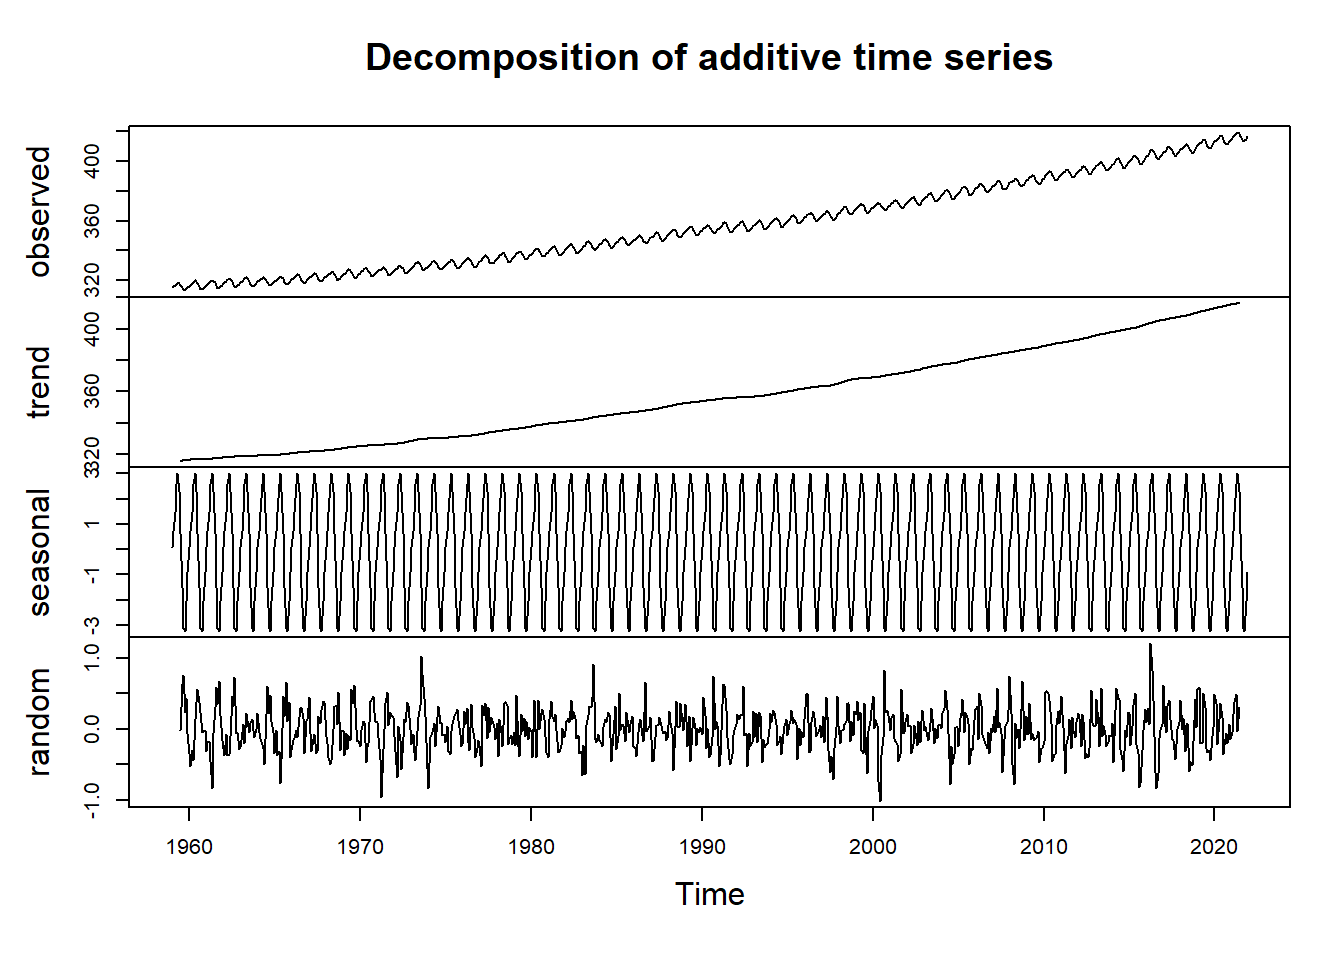 Decomposition of additive time series
observed
320 360 400
trend
320 360 400
seasonal
-3 -1 1 3
random
-1.0 0.0 1.0
1960 1970 1980 1990 2000 2010 2020
Time